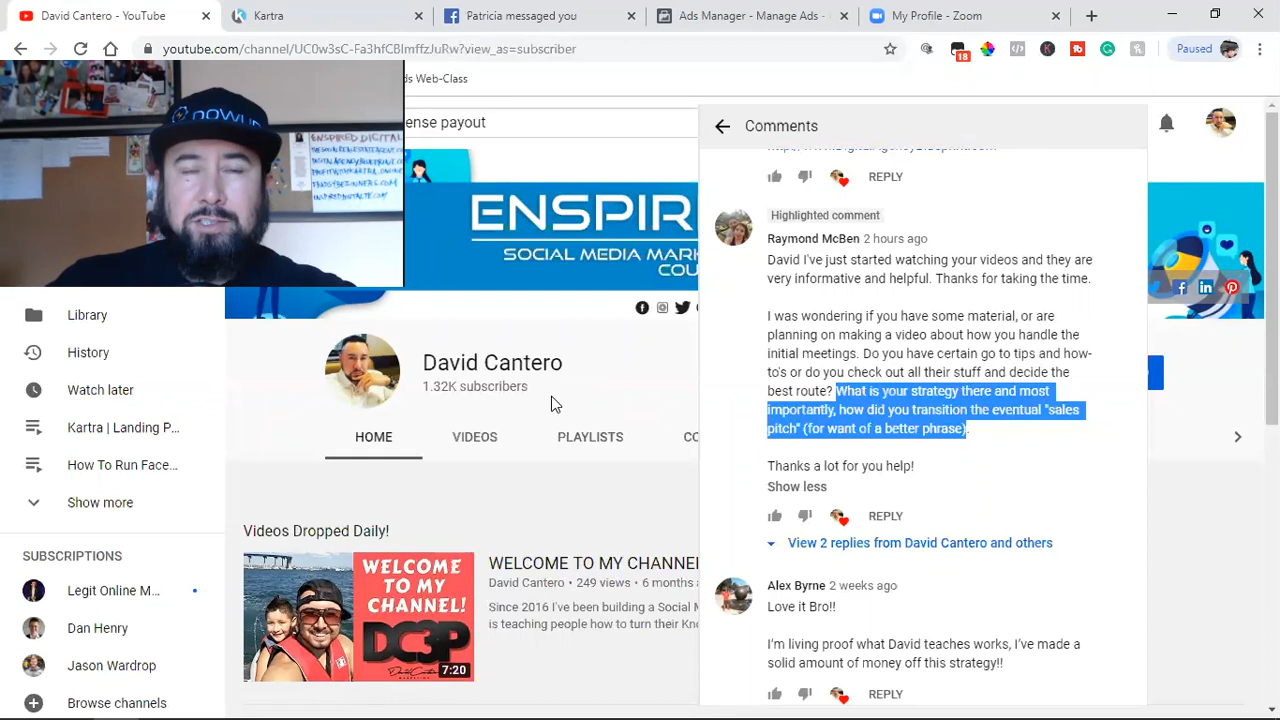 David Cantero - YouTube
Kartra
Patricia messaged you
Ads Manager - Manage Ads -
My Profile - Zoom
youtube.com/channel/UC0w3sC-Fa3hfCBlmffzJuRw?view_as=subscriber
18
Paused
ds Web-Class
ense payout
ENSPIRED DIGITAL
ENSPIR
SOCIAL MEDIA MAR
COU
Library
History
Watch later
Kartra | Landing P...
How To Run Face...
Show more
SUBSCRIPTIONS
Legit Online M...
Dan Henry
Jason Wardrop
Browse channels
David Cantero
1.32K subscribers
HOME
VIDEOS
PLAYLISTS
CO
Videos Dropped Daily!
WELCOME
TO MY
CHANNEL!
DC3P
7:20
WELCOME TO MY CHANNEL
David Cantero • 249 views • 6 months a
Since 2016 I've been building a Social M
is teaching people how to turn their Kno
Comments
REPLY
Highlighted comment
Raymond McBen 2 hours ago
David I've just started watching your videos and they are
very informative and helpful. Thanks for taking the time.
I was wondering if you have some material, or are
planning on making a video about how you handle the
initial meetings. Do you have certain go to tips and how-
to's or do you check out all their stuff and decide the
best route? What is your strategy there and most
importantly, how did you transition the eventual "sales
pitch" (for want of a better phrase).
Thanks a lot for you help!
Show less
REPLY
View 2 replies from David Cantero and others
Alex Byrne 2 weeks ago
Love it Bro!!
I'm living proof what David teaches works, I've made a
solid amount of money off this strategy!!
REPLY